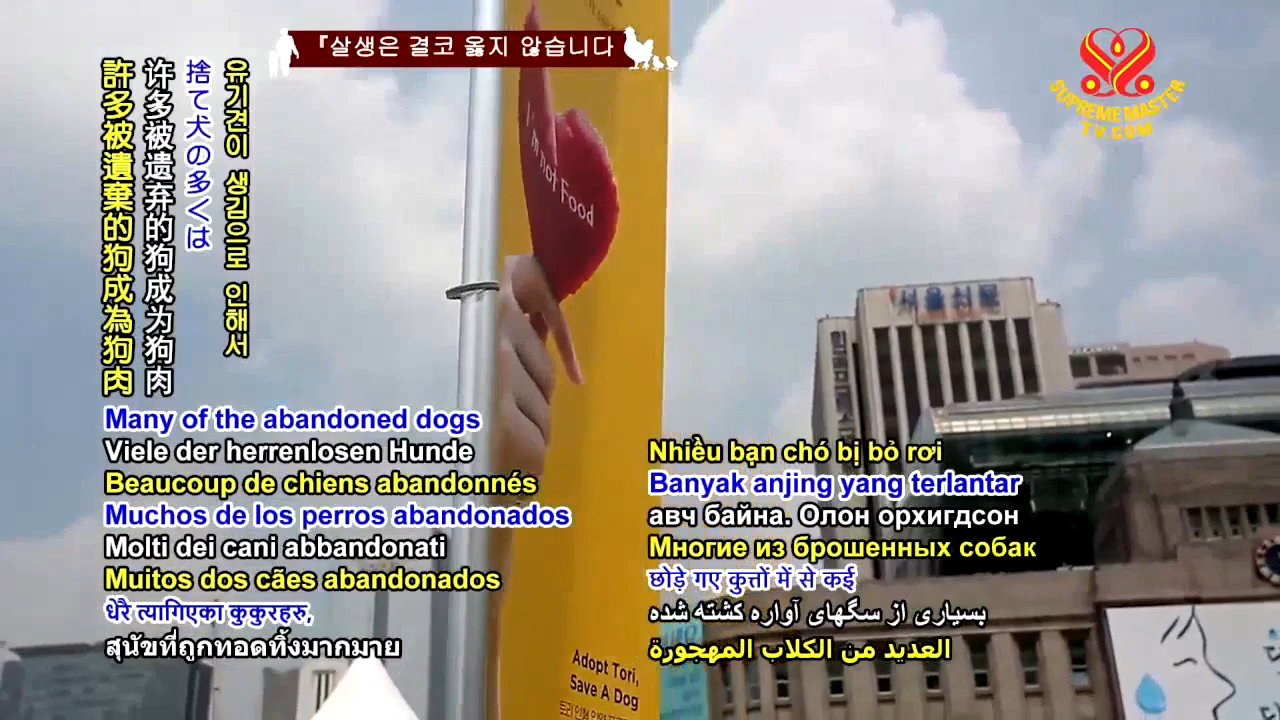 『살생은 결코 옳지 않습니다
SUPREME MASTER
TV.COM
許多被遺棄的狗成為狗肉
许多被遗弃的狗成为狗肉
捨て犬の多くは
유기견이 생김으로 인해서
I'm not Food
서울신문
Many of the abandoned dogs
Viele der herrenlosen Hunde
Beaucoup de chiens abandonnés
Muchos de los perros abandonados
Molti dei cani abbandonati
Muitos dos cães abandonados
धेरै त्यागिएका कुकुरहरु,
สุนัขที่ถูกทอดทิ้งมากมาย
Nhiều bạn chó bị bỏ rơi
Banyak anjing yang terlantar
авч байна. Олон орхигдсон
Многие из брошенных собак
छोड़े गए कुत्तों में से कई
بسیاری از سگهای آواره کشته شده
العديد من الكلاب المهجورة
Adopt Tori,
Save A Dog